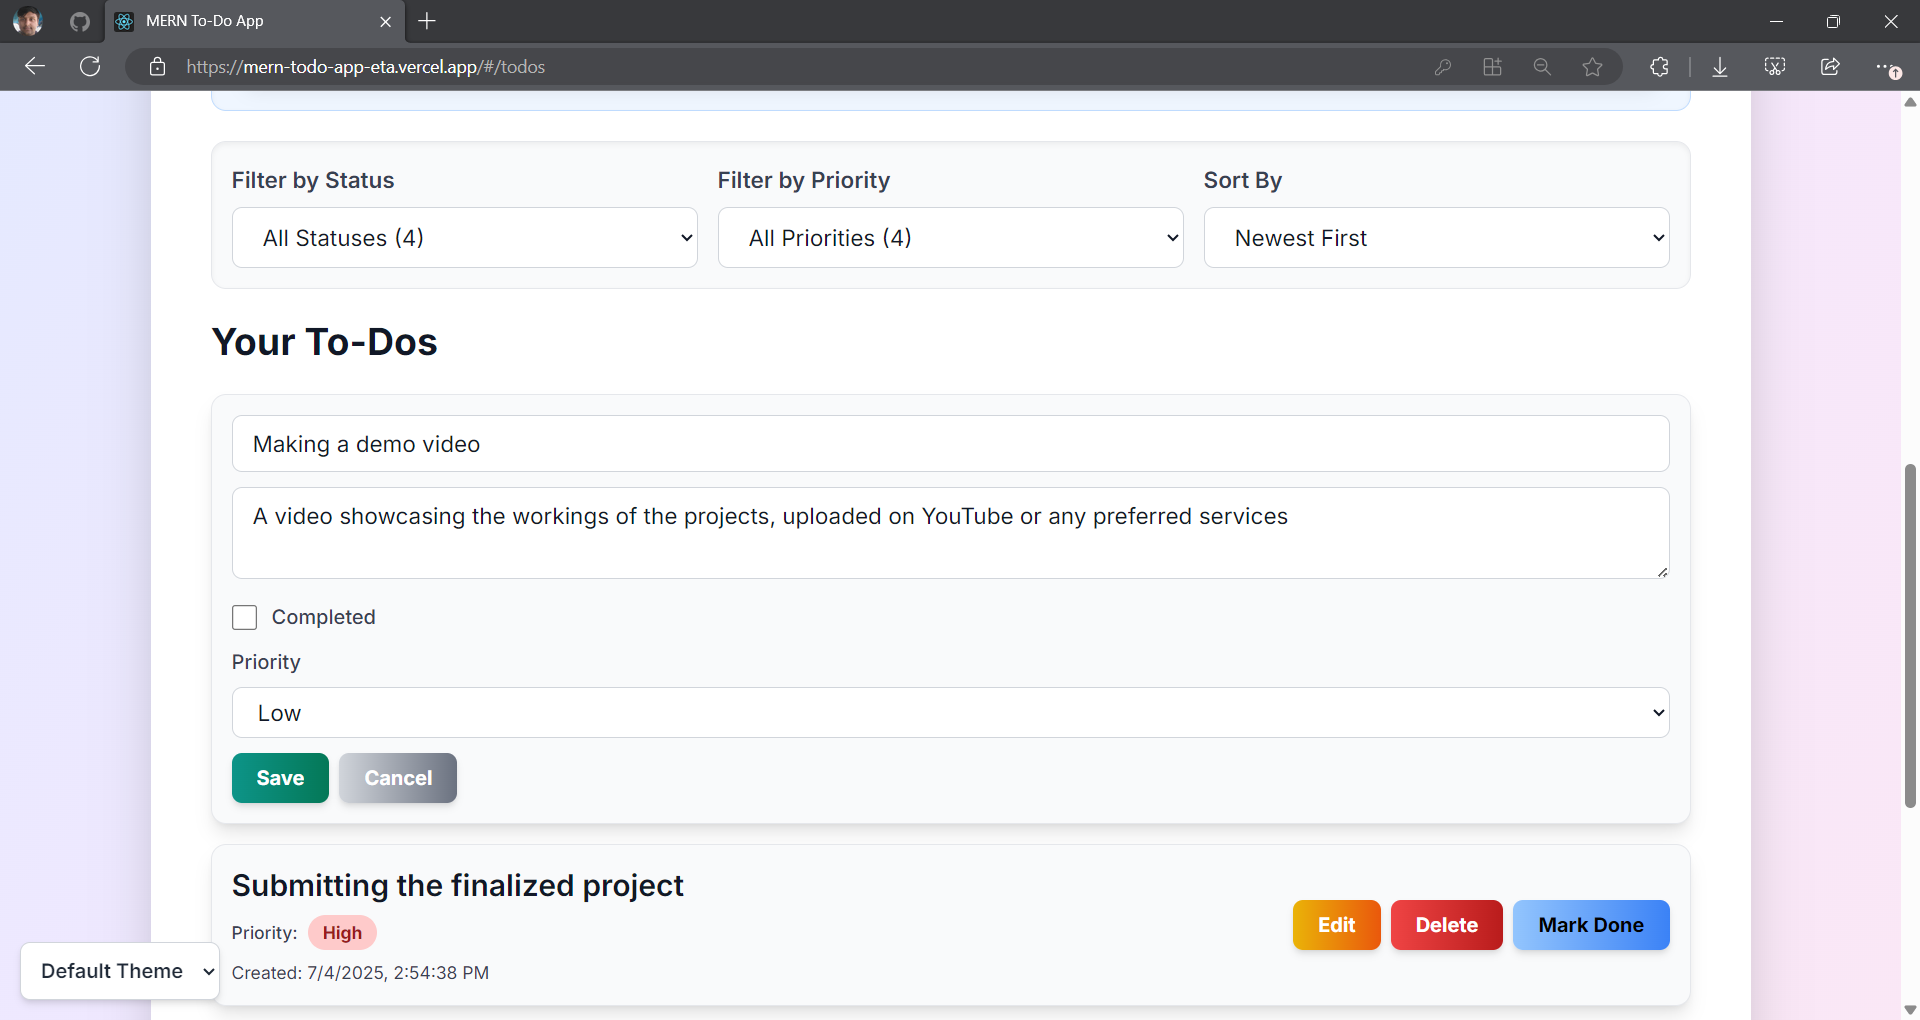 MERN To-Do App
https://mern-todo-app-eta.vercel.app/#/todos
Filter by Status
Filter by Priority
Sort By
All Statuses (4)
All Priorities (4)
Newest First
Your To-Dos
Making a demo video
A video showcasing the workings of the projects, uploaded on YouTube or any preferred services
Completed
Priority
Low
Save
Cancel
Submitting the finalized project
Priority: High
Created: 7/4/2025, 2:54:38 PM
Edit
Delete
Mark Done
Default Theme